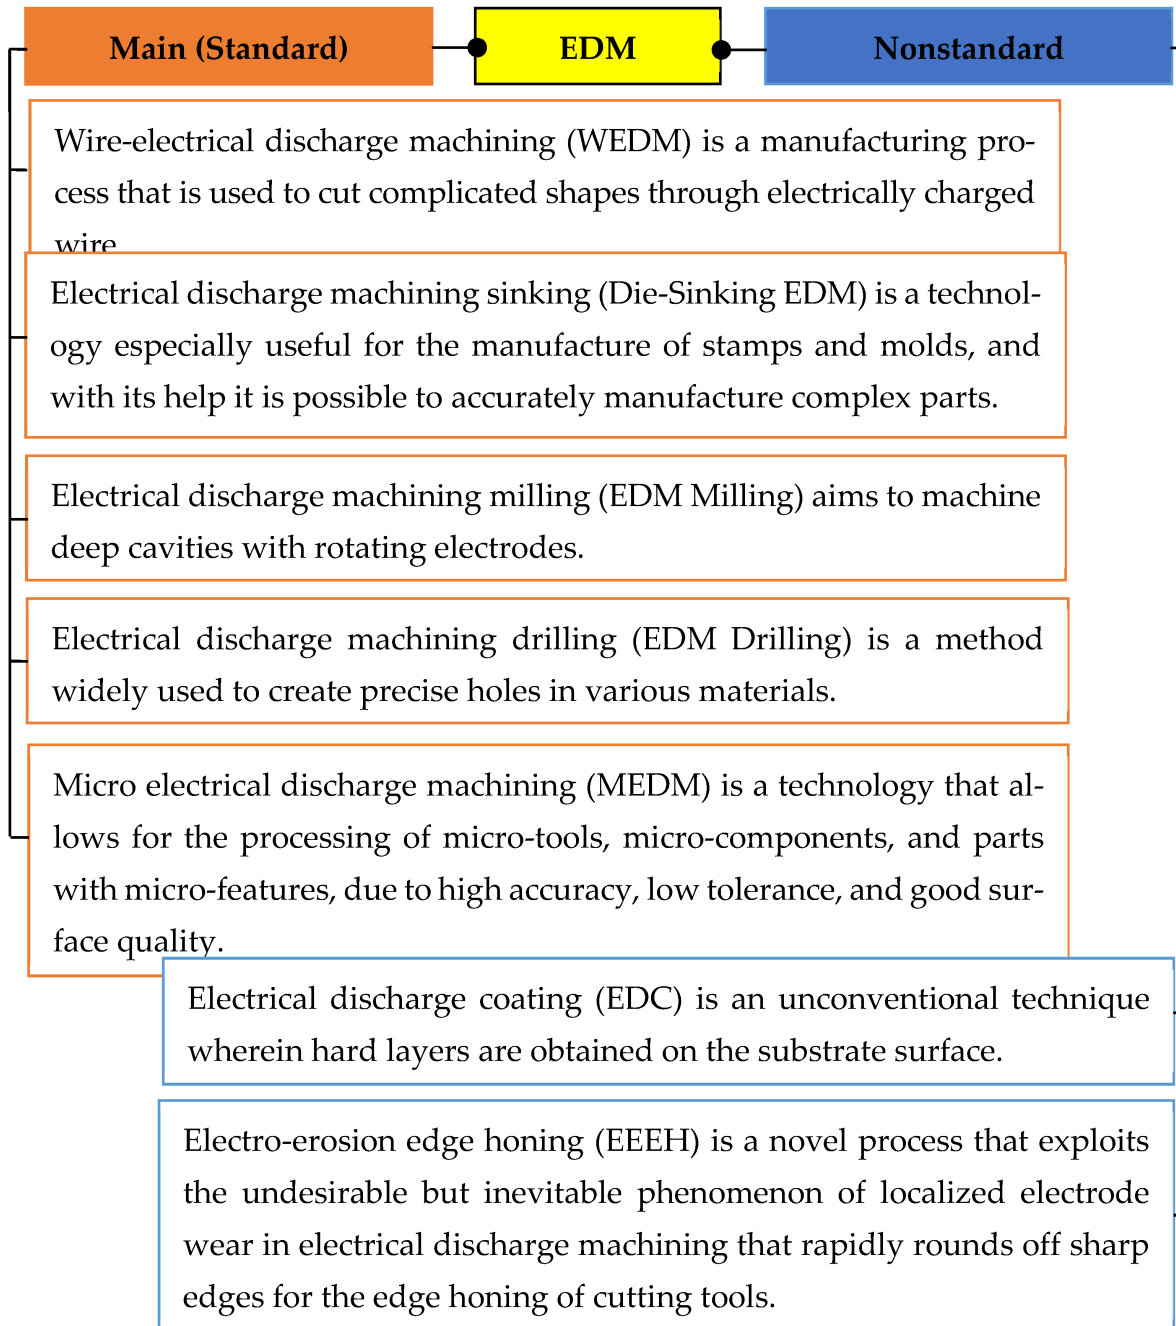 Main (Standard) EDM Nonstandard
Wire-electrical discharge machining (WEDM) is a manufacturing pro-
cess that is used to cut complicated shapes through electrically charged
wire
Electrical discharge machining sinking (Die-Sinking EDM) is a technol-
ogy especially useful for the manufacture of stamps and molds, and
with its help it is possible to accurately manufacture complex parts.
Electrical discharge machining milling (EDM Milling) aims to machine
deep cavities with rotating electrodes.
Electrical discharge machining drilling (EDM Drilling) is a method
widely used to create precise holes in various materials.
Micro electrical discharge machining (MEDM) is a technology that al-
lows for the processing of micro-tools, micro-components, and parts
with micro-features, due to high accuracy, low tolerance, and good sur-
face quality.
Electrical discharge coating (EDC) is an unconventional technique
wherein hard layers are obtained on the substrate surface.
Electro-erosion edge honing (EEEH) is a novel process that exploits
the undesirable but inevitable phenomenon of localized electrode
wear in electrical discharge machining that rapidly rounds off sharp
edges for the edge honing of cutting tools.